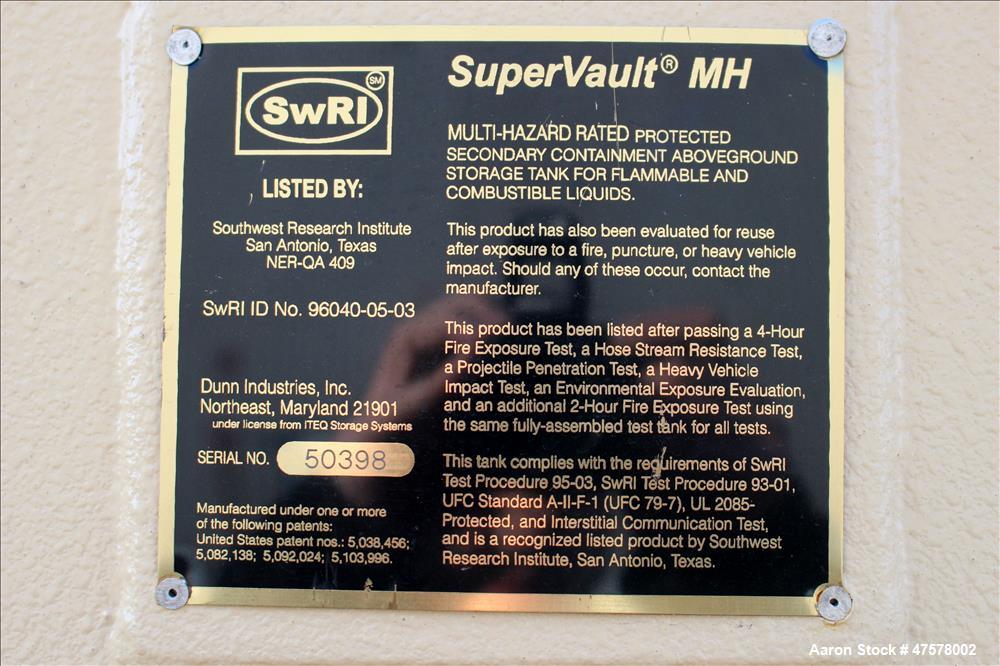 SM
SwRI
LISTED BY:
Southwest Research Institute
San Antonio, Texas
NER-QA 409
SwRI ID No. 96040-05-03
Dunn Industries, Inc.
Northeast, Maryland 21901
under license from ITEQ Storage Systems
SERIAL NO. 50398
Manufactured under one or more
of the following patents:
United States patent nos.: 5,038,456;
5,082,138; 5,092,024; 5,103,996.
SuperVault® MH
MULTI-HAZARD RATED PROTECTED
SECONDARY CONTAINMENT ABOVEGROUND
STORAGE TANK FOR FLAMMABLE AND
COMBUSTIBLE LIQUIDS.
This product has also been evaluated for reuse
after exposure to a fire, puncture, or heavy vehicle
impact. Should any of these occur, contact the
manufacturer.
This product has been listed after passing a 4-Hour
Fire Exposure Test, a Hose Stream Resistance Test,
a Projectile Penetration Test, a Heavy Vehicle
Impact Test, an Environmental Exposure Evaluation,
and an additional 2-Hour Fire Exposure Test using
the same fully-assembled test tank for all tests.
This tank complies with the requirements of SwRI
Test Procedure 95-03, SwRI Test Procedure 93-01,
UFC Standard A-II-F-1 (UFC 79-7), UL 2085-
Protected, and Interstitial Communication Test,
and is a recognized listed product by Southwest
Research Institute, San Antonio, Texas.
Aaron Stock # 47578002